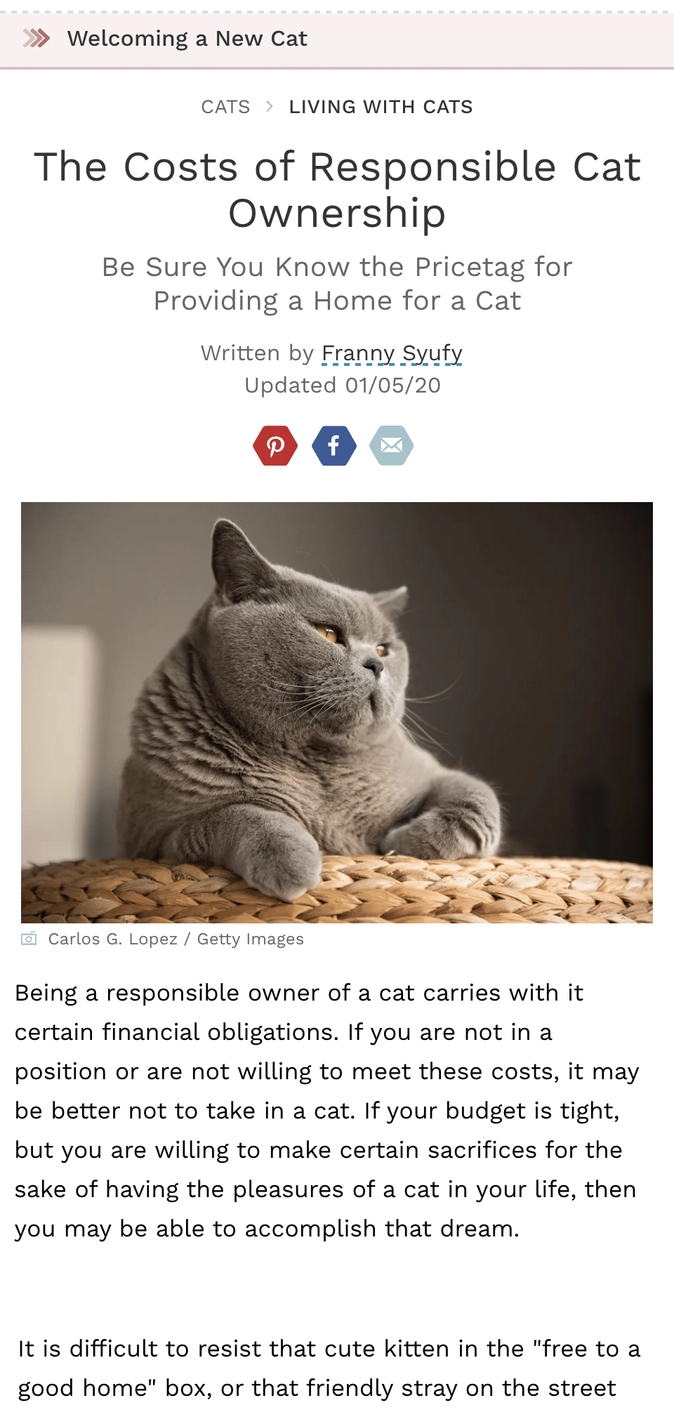 Welcoming a New Cat
CATS > LIVING WITH CATS
The Costs of Responsible Cat
Ownership
Be Sure You Know the Pricetag for
Providing a Home for a Cat
Written by Franny Syufy
Updated 01/05/20
Carlos G. Lopez / Getty Images
Being a responsible owner of a cat carries with it
certain financial obligations. If you are not in a
position or are not willing to meet these costs, it may
be better not to take in a cat. If your budget is tight,
but you are willing to make certain sacrifices for the
sake of having the pleasures of a cat in your life, then
you may be able to accomplish that dream.
It is difficult to resist that cute kitten in the "free to a
good home" box, or that friendly stray on the street